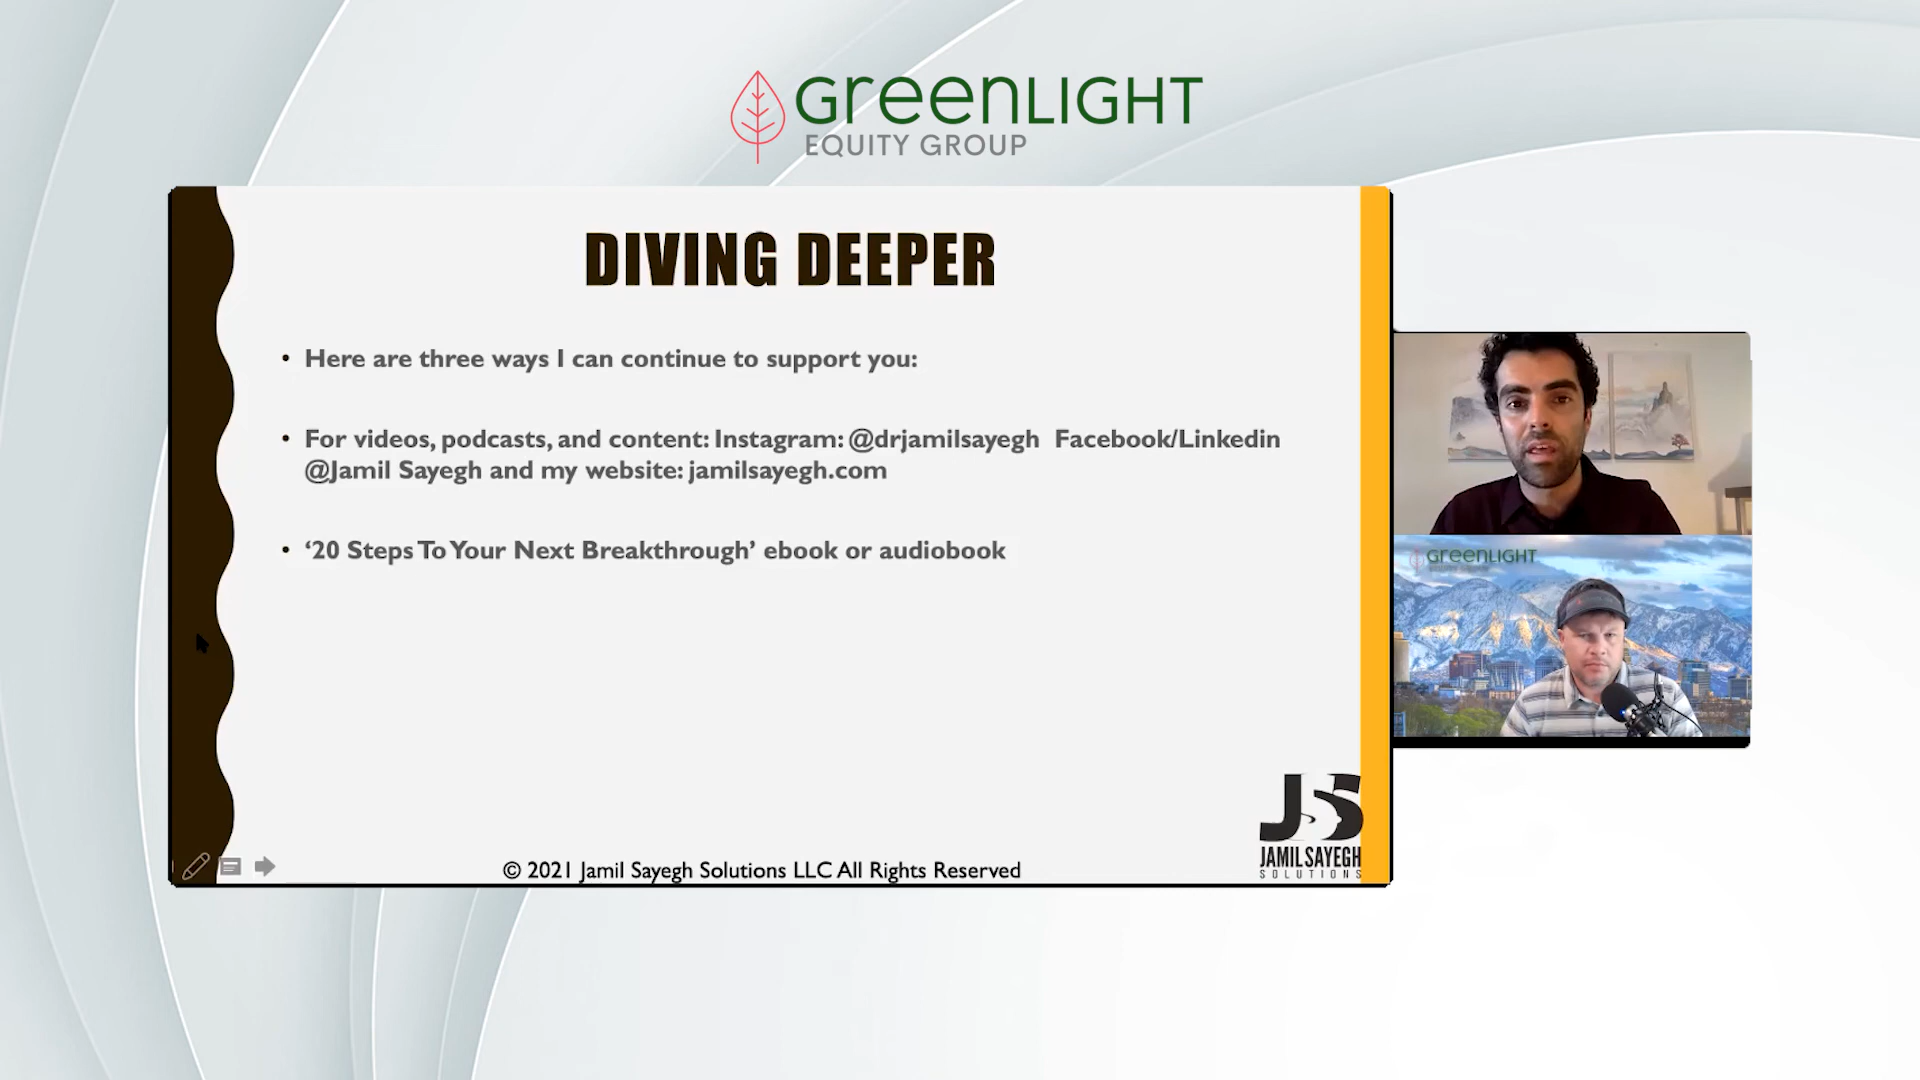 GreenLIGHT
EQUITY GROUP
DIVING DEEPER
• Here are three ways I can continue to support you:
• For videos, podcasts, and content: Instagram: @drjamilsayegh Facebook/Linkedin
@Jamil Sayegh and my website: jamilsayegh.com
• ‘20 Steps To Your Next Breakthrough’ ebook or audiobook
GreenLIGHT
JSS
JAMIL SAYEGH
SOLUTIONS
© 2021 Jamil Sayegh Solutions LLC All Rights Reserved